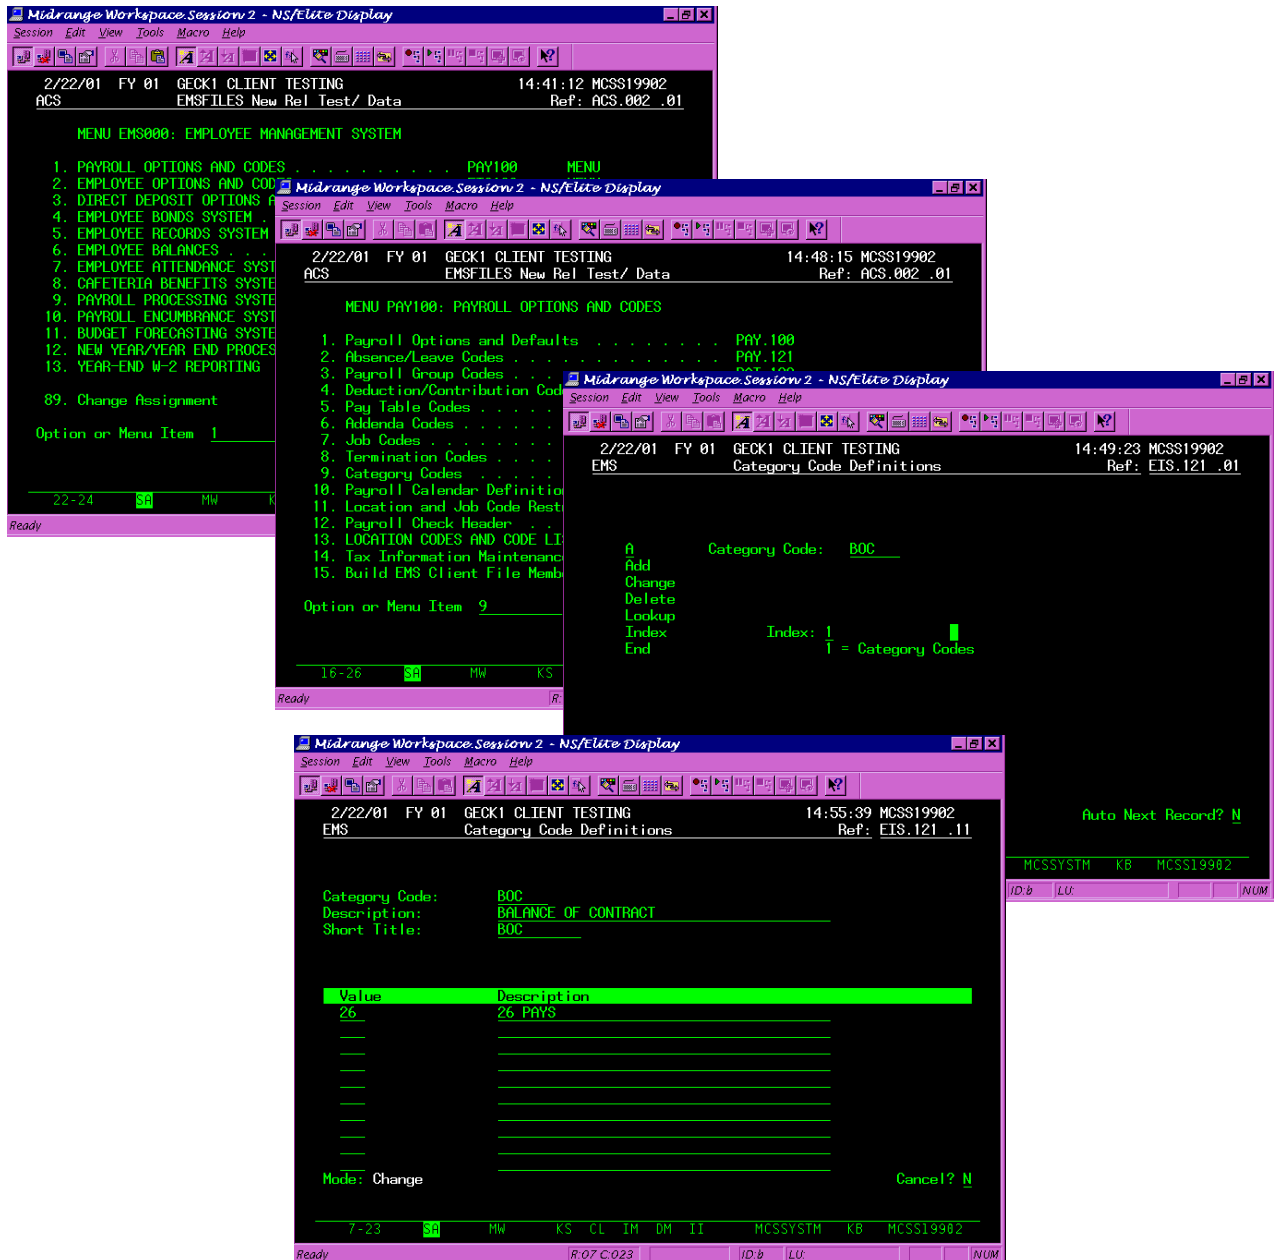 Midrange Workspace Session 2 - NS/Elite Display
Session Edit View Tools Macro Help
2/22/01 FY 01 GECK1 CLIENT TESTING 14:41:12 MCSS19902
ACS EMSFILES New Rel Test/ Data Ref: ACS.002 .01
MENU EMS000: EMPLOYEE MANAGEMENT SYSTEM
1. PAYROLL OPTIONS AND CODES . . . . . . . . . . PAY100 MENU
2. EMPLOYEE OPTIONS AND COD
3. DIRECT DEPOSIT OPTIONS A
4. EMPLOYEE BONDS SYSTEM .
5. EMPLOYEE RECORDS SYSTEM
6. EMPLOYEE BALANCES . . .
7. EMPLOYEE ATTENDANCE SYST
8. CAFETERIA BENEFITS SYSTE
9. PAYROLL PROCESSING SYSTE
10. PAYROLL ENCUMBRANCE SYST
11. BUDGET FORECASTING SYSTE
12. NEW YEAR/YEAR END PROCES
13. YEAR-END W-2 REPORTING
89. Change Assignment
Option or Menu Item 1
22-24 SA MW K
Ready
Midrange Workspace Session 2 - NS/Elite Display
Session Edit View Tools Macro Help
2/22/01 FY 01 GECK1 CLIENT TESTING 14:48:15 MCSS19902
ACS EMSFILES New Rel Test/ Data Ref: ACS.002 .01
MENU PAY100: PAYROLL OPTIONS AND CODES
1. Payroll Options and Defaults . . . . . . . . PAY.100
2. Absence/Leave Codes . . . . . . . . . . . . . PAY.121
3. Payroll Group Codes . . .
4. Deduction/Contribution Cod
5. Pay Table Codes . . . . .
6. Addenda Codes . . . . . .
7. Job Codes . . . . . . . .
8. Termination Codes . . . .
9. Category Codes . . . . .
10. Payroll Calendar Definitio
11. Location and Job Code Rest
12. Payroll Check Header . .
13. LOCATION CODES AND CODE LI
14. Tax Information Maintenanc
15. Build EMS Client File Memb
Option or Menu Item 9
16-26 SA MW KS
Ready R:
Midrange Workspace Session 2 - NS/Elite Display
Session Edit View Tools Macro Help
2/22/01 FY 01 GECK1 CLIENT TESTING 14:49:23 MCSS19902
EMS Category Code Definitions Ref: EIS.121 .01
A Category Code: BOC
Add
Change
Delete
Lookup
Index Index: 1
End 1 = Category Codes
Auto Next Record? N
MCSSYSTM KB MCSS19902
ID:b LU: NUM
Midrange Workspace Session 2 - NS/Elite Display
Session Edit View Tools Macro Help
2/22/01 FY 01 GECK1 CLIENT TESTING 14:55:39 MCSS19902
EMS Category Code Definitions Ref: EIS.121 .11
Category Code: BOC
Description: BALANCE OF CONTRACT
Short Title: BOC
Value Description
26 26 PAYS
Mode: Change Cancel? N
7-23 SA MW KS CL IM DM II MCSSYSTM KB MCSS19902
Ready R:07 C:023 ID:b LU: NUM